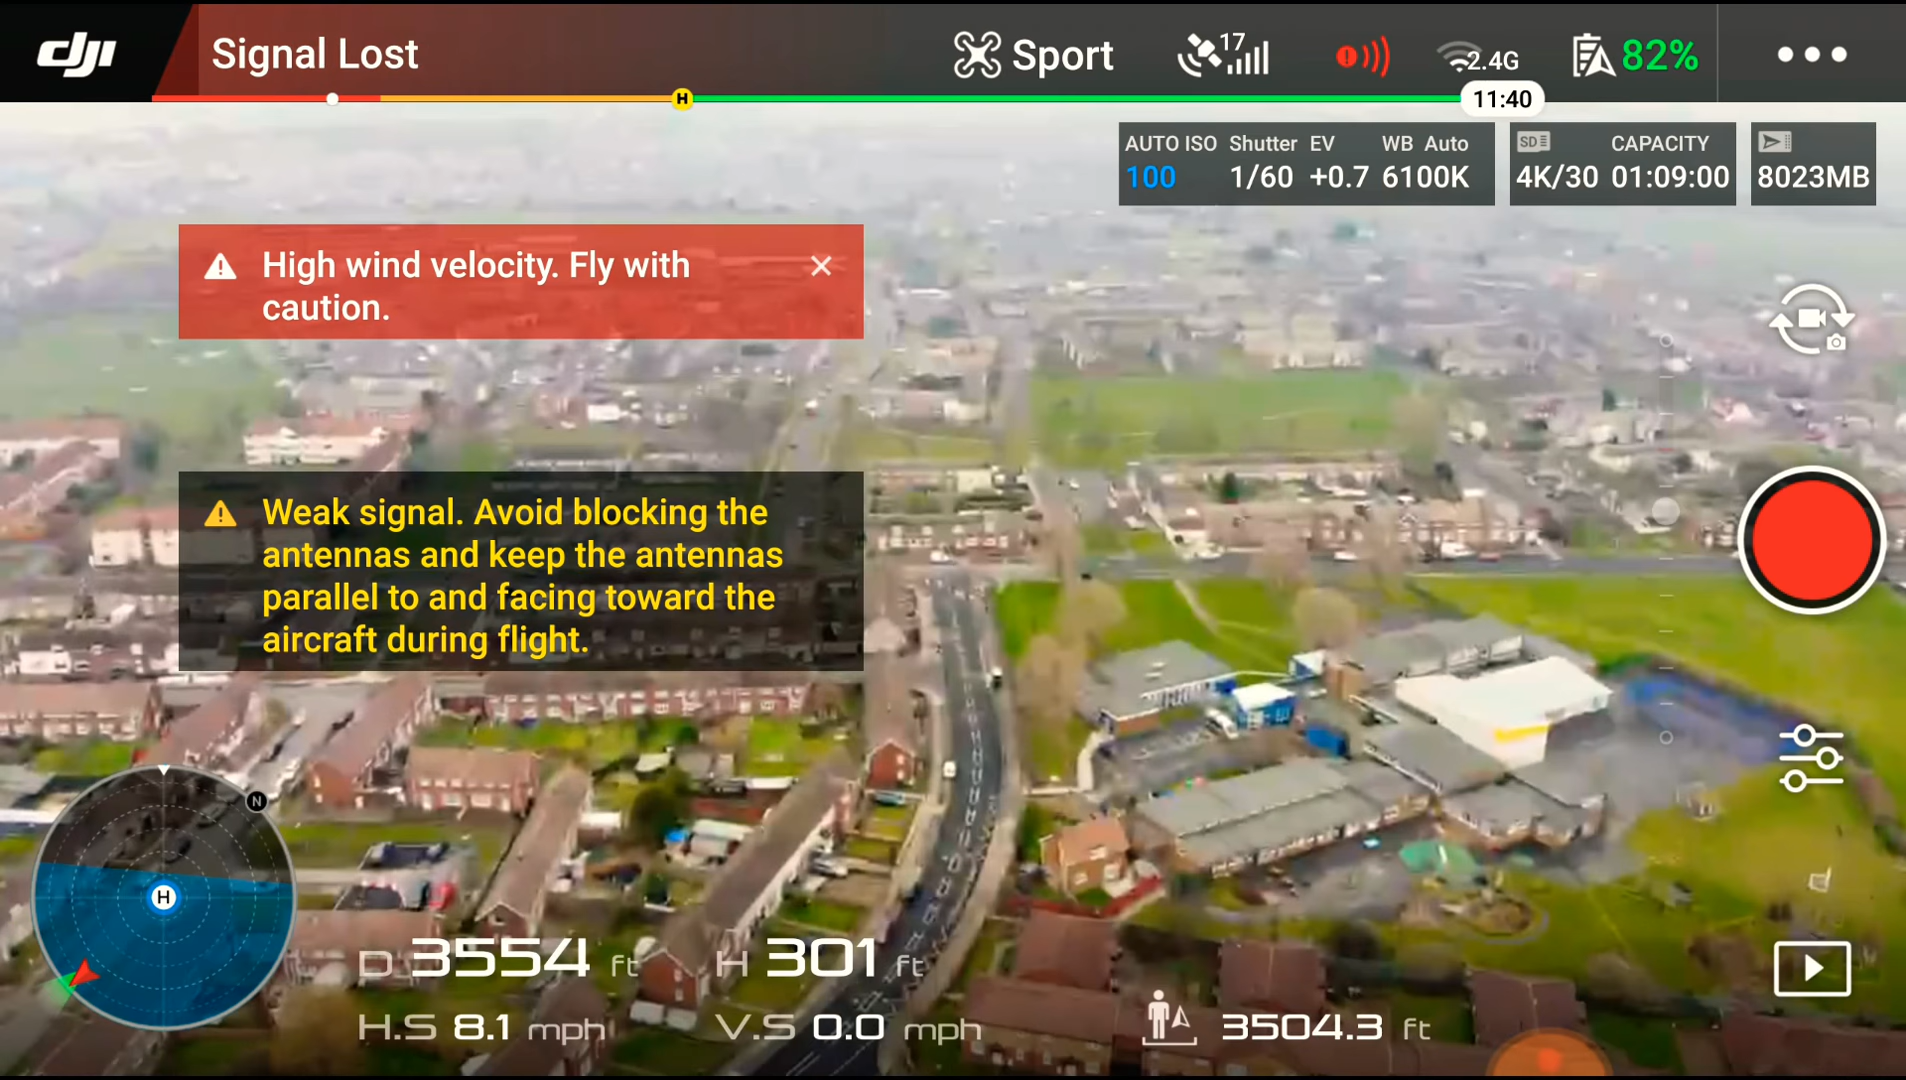 dji
Signal Lost
Sport
17
2.4G
82%
H
11:40
AUTO ISO Shutter EV WB Auto
100 1/60 +0.7 6100K
SD CAPACITY
4K/30 01:09:00
8023MB
High wind velocity. Fly with
caution.
Weak signal. Avoid blocking the
antennas and keep the antennas
parallel to and facing toward the
aircraft during flight.
N
H
D 3554 ft H 301 ft
H.S 8.1 mph V.S 0.0 mph 3504.3 ft